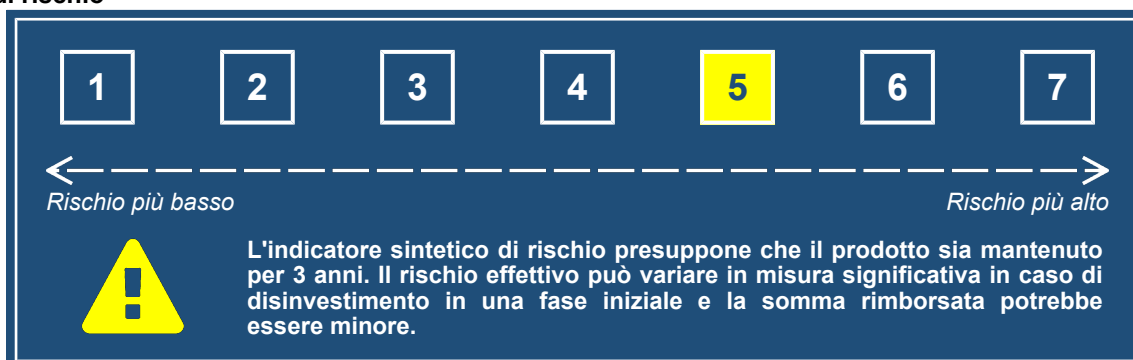 di rischio
1 2 3 4 5 6 7
Rischio più basso Rischio più alto
L'indicatore sintetico di rischio presuppone che il prodotto sia mantenuto
per 3 anni. Il rischio effettivo può variare in misura significativa in caso di
disinvestimento in una fase iniziale e la somma rimborsata potrebbe
essere minore.